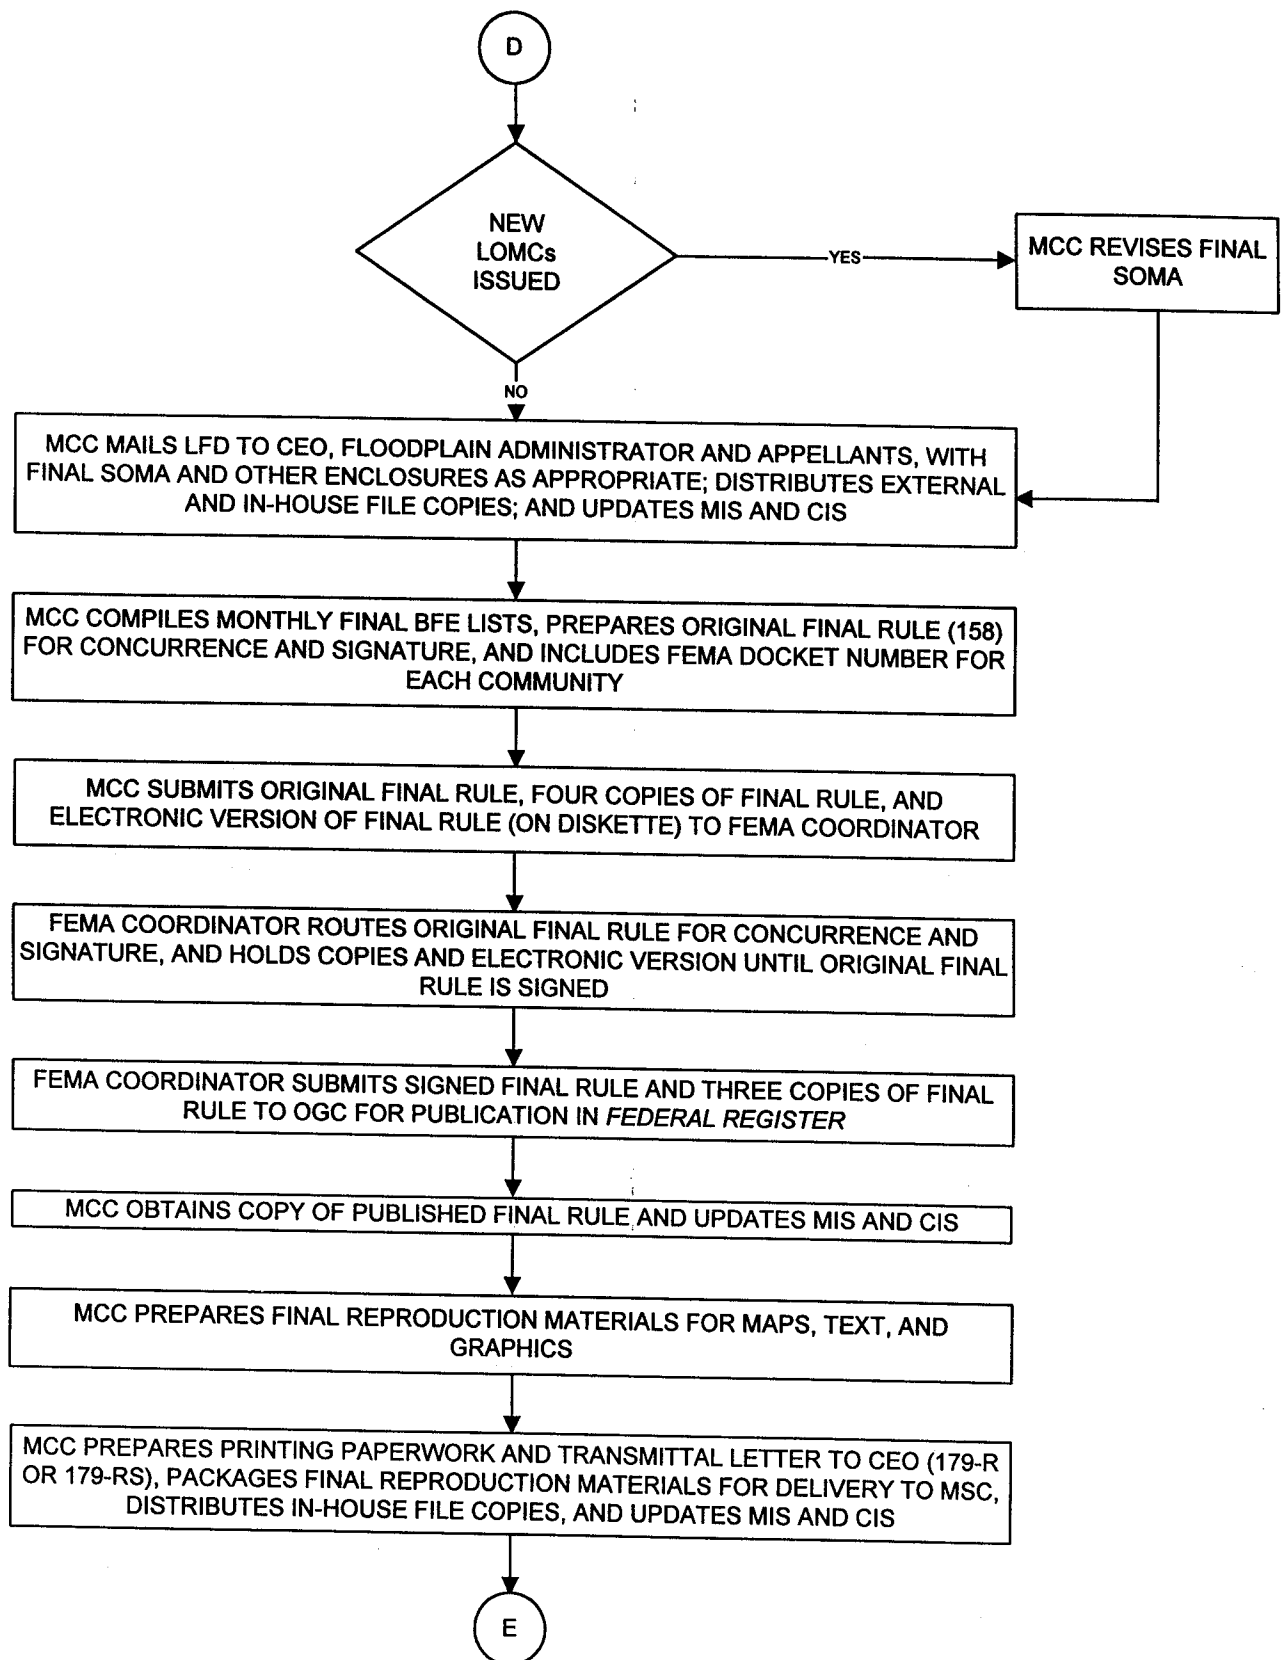 D
NEW
LOMCs
ISSUED
YES
MCC REVISES FINAL
SOMA
NO
MCC MAILS LFD TO CEO, FLOODPLAIN ADMINISTRATOR AND APPELLANTS, WITH
FINAL SOMA AND OTHER ENCLOSURES AS APPROPRIATE; DISTRIBUTES EXTERNAL
AND IN-HOUSE FILE COPIES; AND UPDATES MIS AND CIS
MCC COMPILES MONTHLY FINAL BFE LISTS, PREPARES ORIGINAL FINAL RULE (158)
FOR CONCURRENCE AND SIGNATURE, AND INCLUDES FEMA DOCKET NUMBER FOR
EACH COMMUNITY
MCC SUBMITS ORIGINAL FINAL RULE, FOUR COPIES OF FINAL RULE, AND
ELECTRONIC VERSION OF FINAL RULE (ON DISKETTE) TO FEMA COORDINATOR
FEMA COORDINATOR ROUTES ORIGINAL FINAL RULE FOR CONCURRENCE AND
SIGNATURE, AND HOLDS COPIES AND ELECTRONIC VERSION UNTIL ORIGINAL FINAL
RULE IS SIGNED
FEMA COORDINATOR SUBMITS SIGNED FINAL RULE AND THREE COPIES OF FINAL
RULE TO OGC FOR PUBLICATION IN FEDERAL REGISTER
MCC OBTAINS COPY OF PUBLISHED FINAL RULE AND UPDATES MIS AND CIS
MCC PREPARES FINAL REPRODUCTION MATERIALS FOR MAPS, TEXT, AND
GRAPHICS
MCC PREPARES PRINTING PAPERWORK AND TRANSMITTAL LETTER TO CEO (179-R
OR 179-RS), PACKAGES FINAL REPRODUCTION MATERIALS FOR DELIVERY TO MSC,
DISTRIBUTES IN-HOUSE FILE COPIES, AND UPDATES MIS AND CIS
E